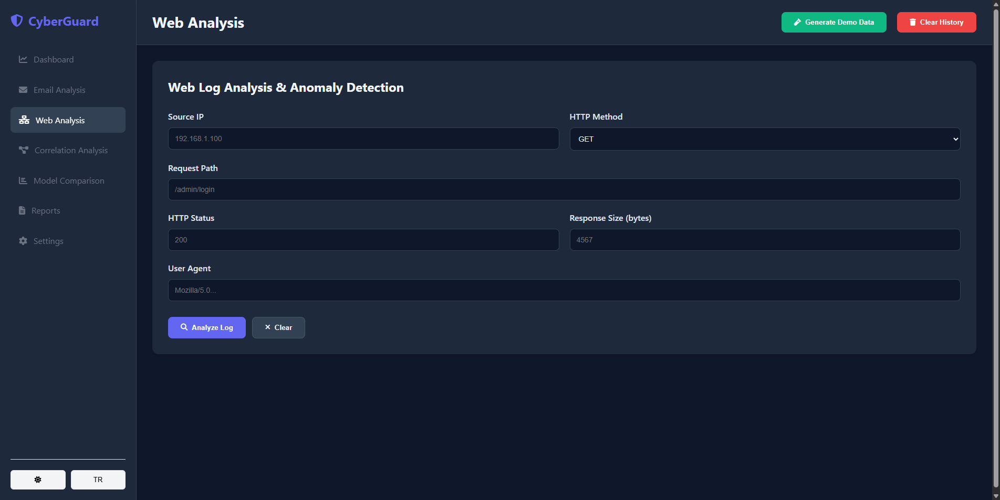 CyberGuard
Dashboard
Email Analysis
Web Analysis
Correlation Analysis
Model Comparison
Reports
Settings
TR
Web Analysis
Generate Demo Data
Clear History
Web Log Analysis & Anomaly Detection
Source IP
HTTP Method
192.168.1.100
GET
Request Path
/admin/login
HTTP Status
Response Size (bytes)
200
4567
User Agent
Mozilla/5.0...
Analyze Log
Clear